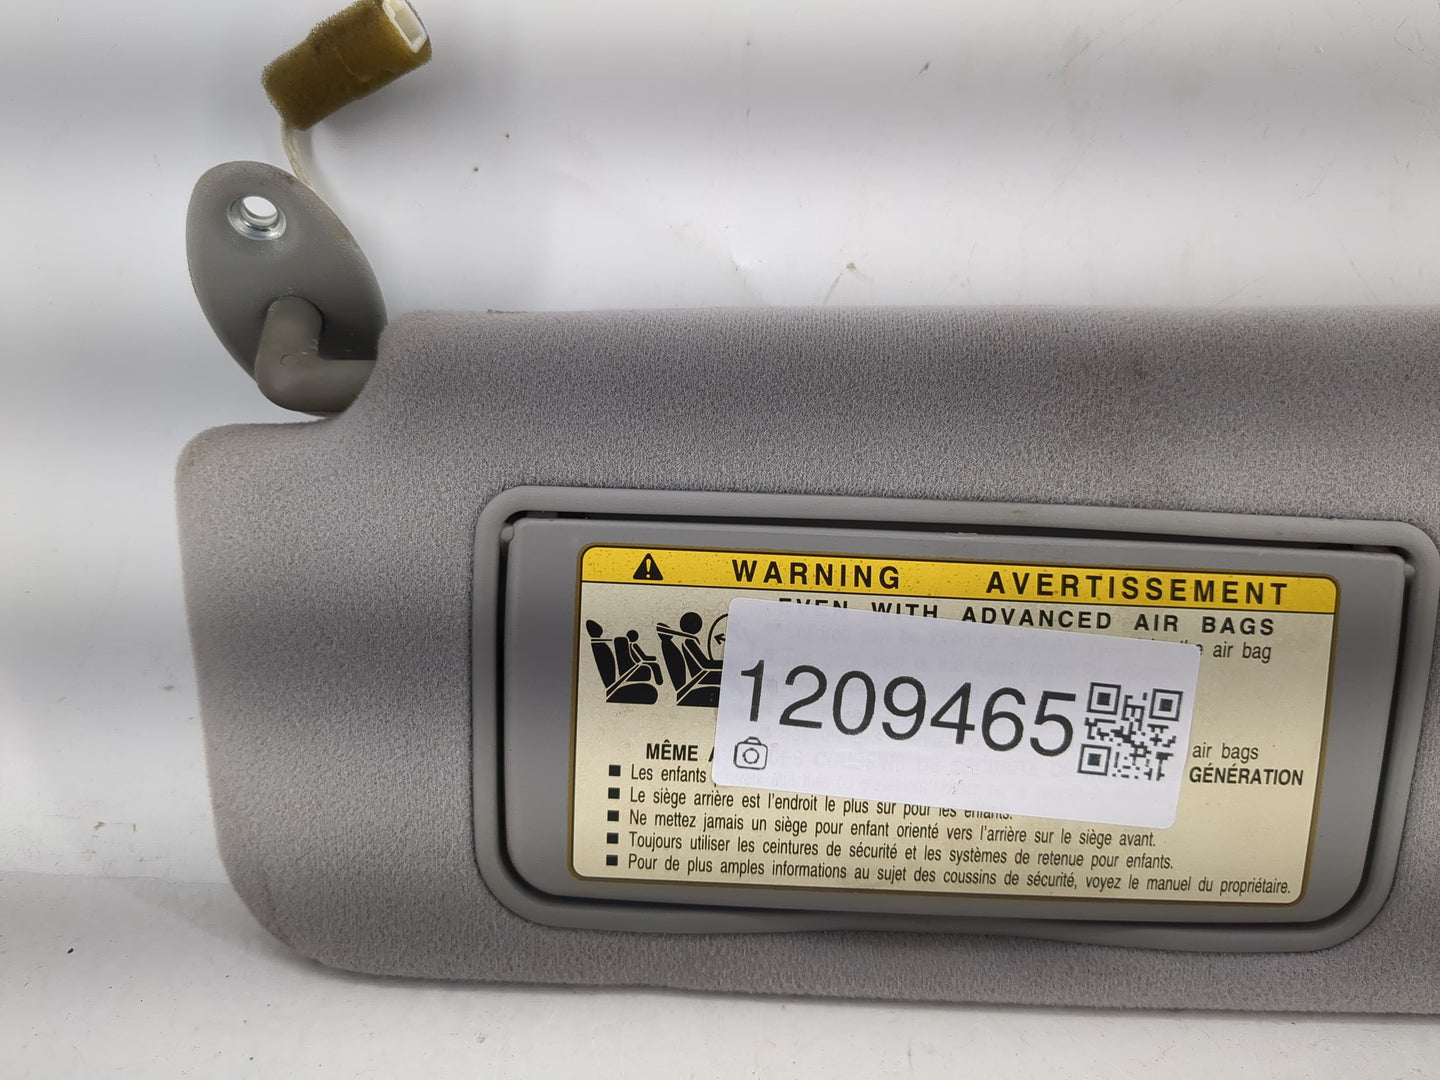 WARNING AVERTISSEMENT
EVEN WITH ADVANCED AIR BAGS
the air bag
1209465
air bags
MÊME
GÉNÉRATION
Les enfants
Le siège arrière est l'endroit le plus sur pour les enfants.
Ne mettez jamais un siège pour enfant orienté vers l'arrière sur le siège avant.
Toujours utiliser les ceintures de sécurité et les systèmes de retenue pour enfants.
Pour de plus amples informations au sujet des coussins de sécurité, voyez le manuel du propriétaire.